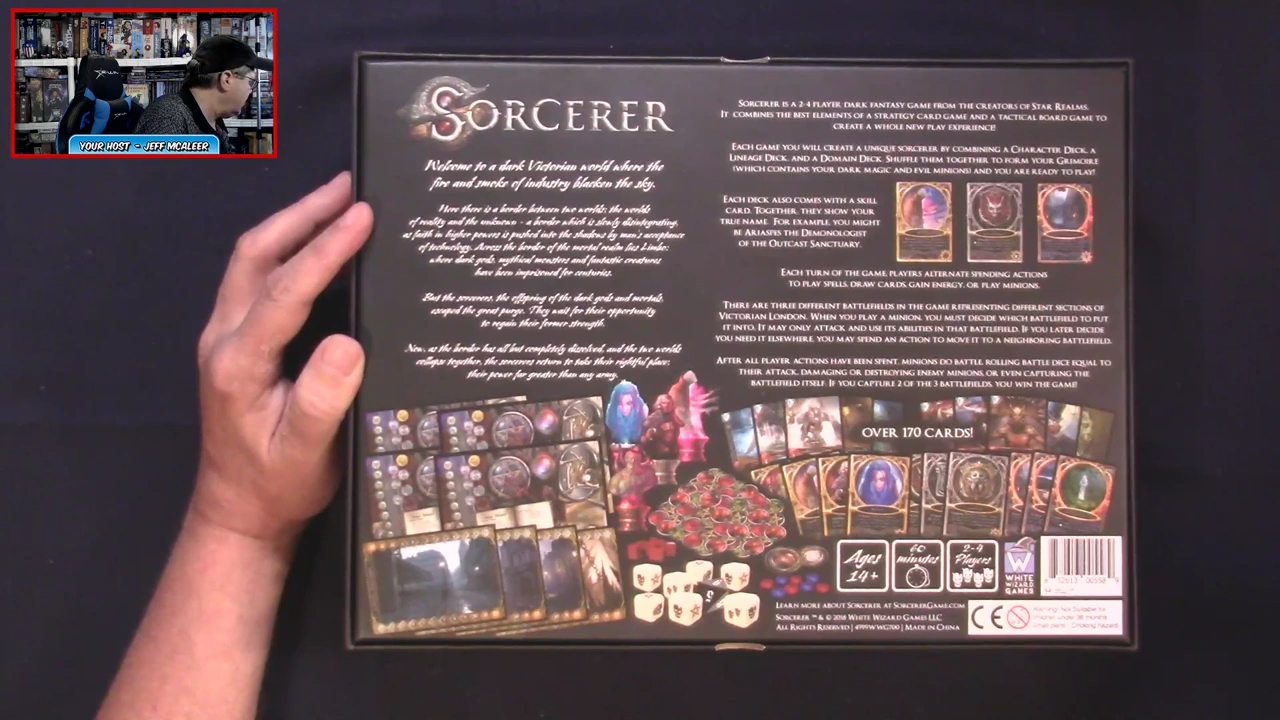 YOUR HOST - JEFF MCALEER
SORCERER
Welcome to a dark Victorian world where the
fire and smoke of industry blacken the sky.
Here there is a border between two worlds; the worlds
of reality and the unknown - a border which is slowly disintegrating,
as faith in higher powers is pushed into the shadows by man's acceptance
of technology. Across the border of the mortal realm lies Limbo;
where dark gods, mythical monsters and fantastic creatures
have been imprisoned for centuries.
But the sorcerers, the offspring of the dark gods and mortals,
escaped the great purge. They wait for their opportunity
to regain their former strength.
Now, as the border has all but completely dissolved, and the two worlds
collapse together, the sorcerers return to take their rightful place;
their power far greater than any army.
SORCERER IS A 2-4 PLAYER DARK FANTASY GAME FROM THE CREATORS OF STAR REALMS.
IT COMBINES THE BEST ELEMENTS OF A STRATEGY CARD GAME AND A TACTICAL BOARD GAME TO
CREATE A WHOLE NEW PLAY EXPERIENCE!
EACH GAME YOU WILL CREATE A UNIQUE SORCERER BY COMBINING A CHARACTER DECK, A
LINEAGE DECK, AND A DOMAIN DECK. SHUFFLE THEM TOGETHER TO FORM YOUR GRIMOIRE
(WHICH CONTAINS YOUR DARK MAGIC AND EVIL MINIONS) AND YOU ARE READY TO PLAY!
EACH DECK ALSO COMES WITH A SKILL
CARD. TOGETHER, THEY SHOW YOUR
TRUE NAME. FOR EXAMPLE, YOU MIGHT
BE ARIASPES THE DEMONOLOGIST
OF THE OUTCAST SANCTUARY.
EACH TURN OF THE GAME, PLAYERS ALTERNATE SPENDING ACTIONS
TO PLAY SPELLS, DRAW CARDS, GAIN ENERGY, OR PLAY MINIONS.
THERE ARE THREE DIFFERENT BATTLEFIELDS IN THE GAME REPRESENTING DIFFERENT SECTIONS OF
VICTORIAN LONDON. WHEN YOU PLAY A MINION, YOU MUST DECIDE WHICH BATTLEFIELD TO PUT
IT INTO. IT MAY ONLY ATTACK AND USE ITS ABILITIES IN THAT BATTLEFIELD. IF YOU LATER DECIDE
YOU NEED IT ELSEWHERE, YOU MAY SPEND AN ACTION TO MOVE IT TO A NEIGHBORING BATTLEFIELD.
AFTER ALL PLAYER ACTIONS HAVE BEEN SPENT, MINIONS DO BATTLE, ROLLING BATTLE DICE EQUAL TO
THEIR ATTACK, DAMAGING OR DESTROYING ENEMY MINIONS, OR EVEN CAPTURING THE
BATTLEFIELD ITSELF. IF YOU CAPTURE 2 OF THE 3 BATTLEFIELDS, YOU WIN THE GAME!
OVER 170 CARDS!
Ages
14+
60
minutes
2-4
Players
WHITE
WIZARD
GAMES
LEARN MORE ABOUT SORCERER AT SORCERERGAME.COM
SORCERER ™ & © 2018 WHITE WIZARD GAMES LLC
ALL RIGHTS RESERVED | 4999WWG700 | MADE IN CHINA
CE
Warning: Not Suitable for
children under 36 months.
Small parts - Choking hazard.